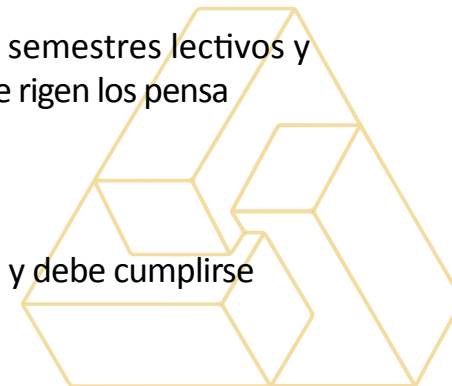 semestres lectivos y
e rigen los pensa
y debe cumplirse